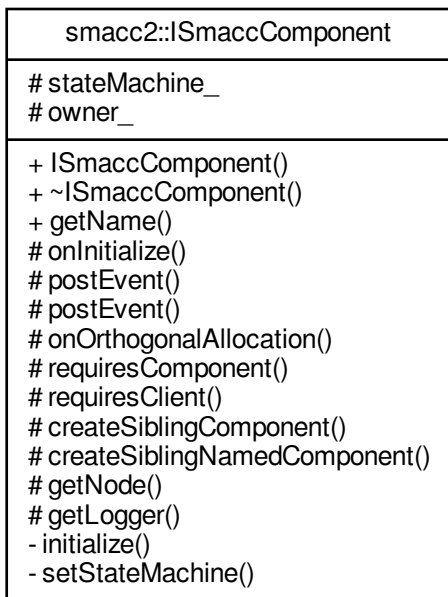 smacc2::ISmaccComponent
# stateMachine_
# owner_
+ ISmaccComponent()
+ ~ISmaccComponent()
+ getName()
# onInitialize()
# postEvent()
# postEvent()
# onOrthogonalAllocation()
# requiresComponent()
# requiresClient()
# createSiblingComponent()
# createSiblingNamedComponent()
# getNode()
# getLogger()
- initialize()
- setStateMachine()